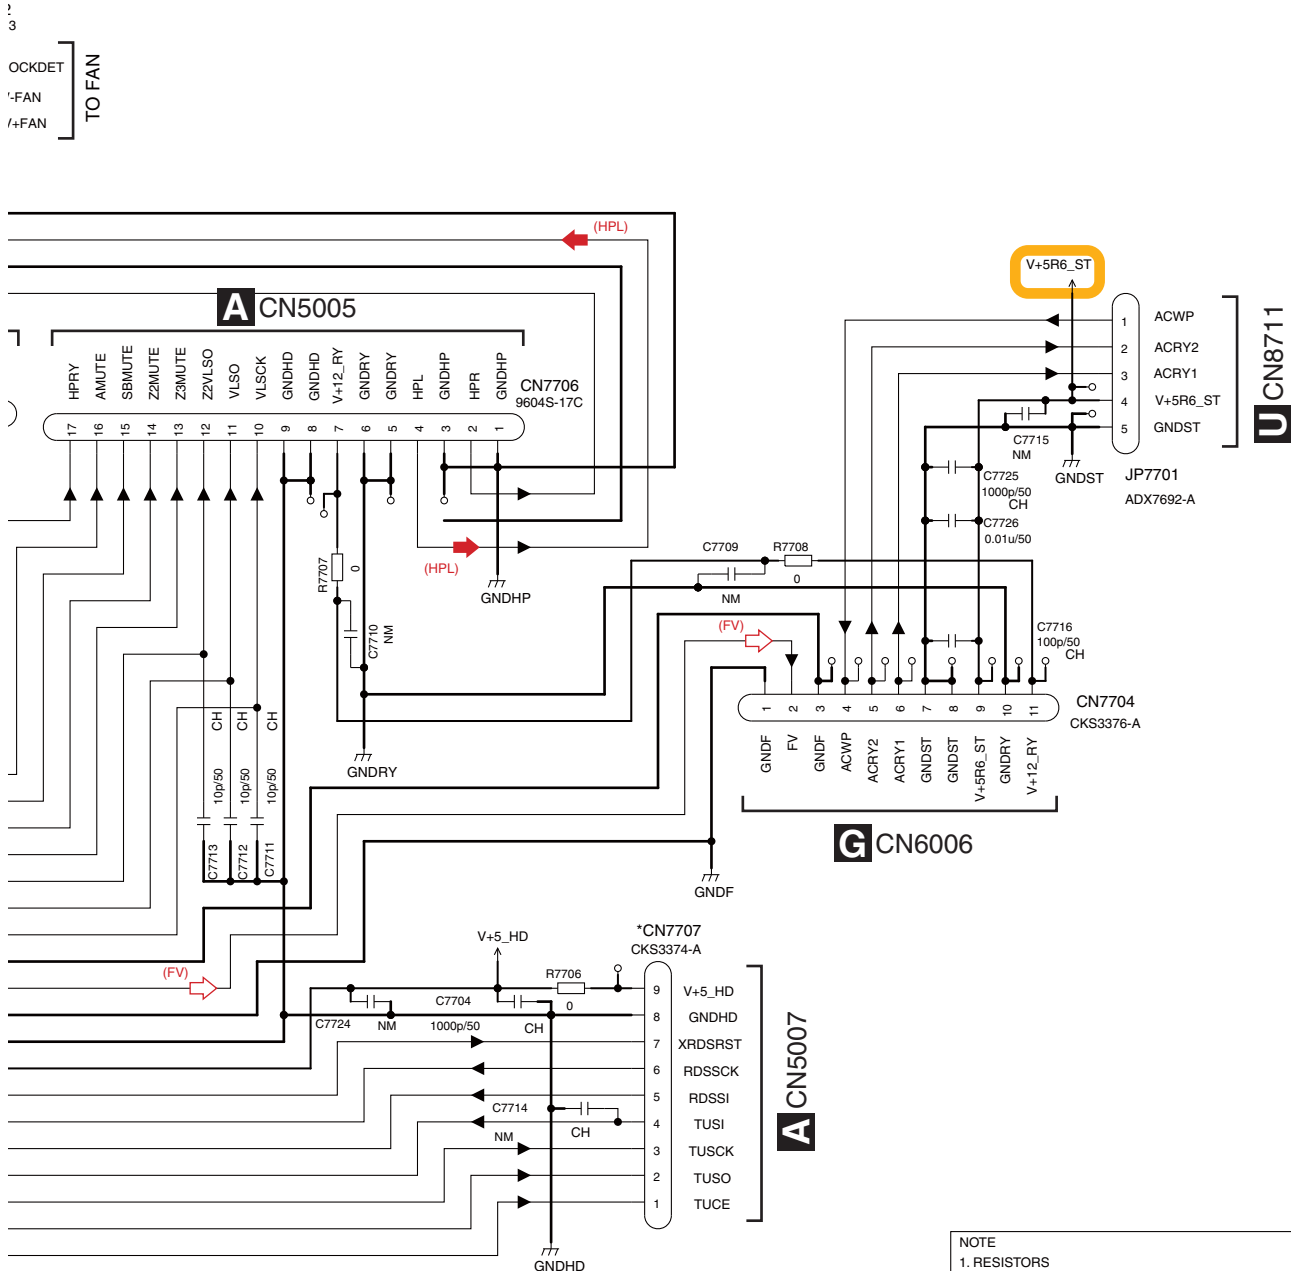 3
OCKDET
-FAN
/+FAN
TO FAN
(HPL)
V+5R6_ST
A CN5005
HPRY
AMUTE
SBMUTE
Z2MUTE
Z3MUTE
Z2VLSO
VLSO
VLSCK
GNDHD
GNDHD
V+12_RY
GNDRY
GNDRY
HPL
GNDHP
HPR
GNDHP
CN7706
9604S-17C
17 16 15 14 13 12 11 10 9 8 7 6 5 4 3 2 1
1 ACWP
2 ACRY2
3 ACRY1
4 V+5R6_ST
5 GNDST
U CN8711
C7715
NM
GNDST
JP7701
ADX7692-A
C7725
1000p/50
CH
C7726
0.01u/50
(HPL)
R7707
0
GNDHP
C7710
NM
C7709
NM
R7708
0
(FV)
C7716
100p/50
CH
CN7704
CKS3376-A
1 2 3 4 5 6 7 8 9 10 11
GNDF
FV
GNDF
ACWP
ACRY2
ACRY1
GNDST
GNDST
V+5R6_ST
GNDRY
V+12_RY
G CN6006
GNDRY
CH
CH
CH
10p/50
10p/50
10p/50
C7713
C7712
C7711
GNDF
(FV)
*CN7707
CKS3374-A
V+5_HD
R7706
0
C7724
NM
C7704
1000p/50
CH
C7714
NM
CH
9 V+5_HD
8 GNDHD
7 XRDSRST
6 RDSSCK
5 RDSSI
4 TUSI
3 TUSCK
2 TUSO
1 TUCE
A CN5007
GNDHD
NOTE
1. RESISTORS